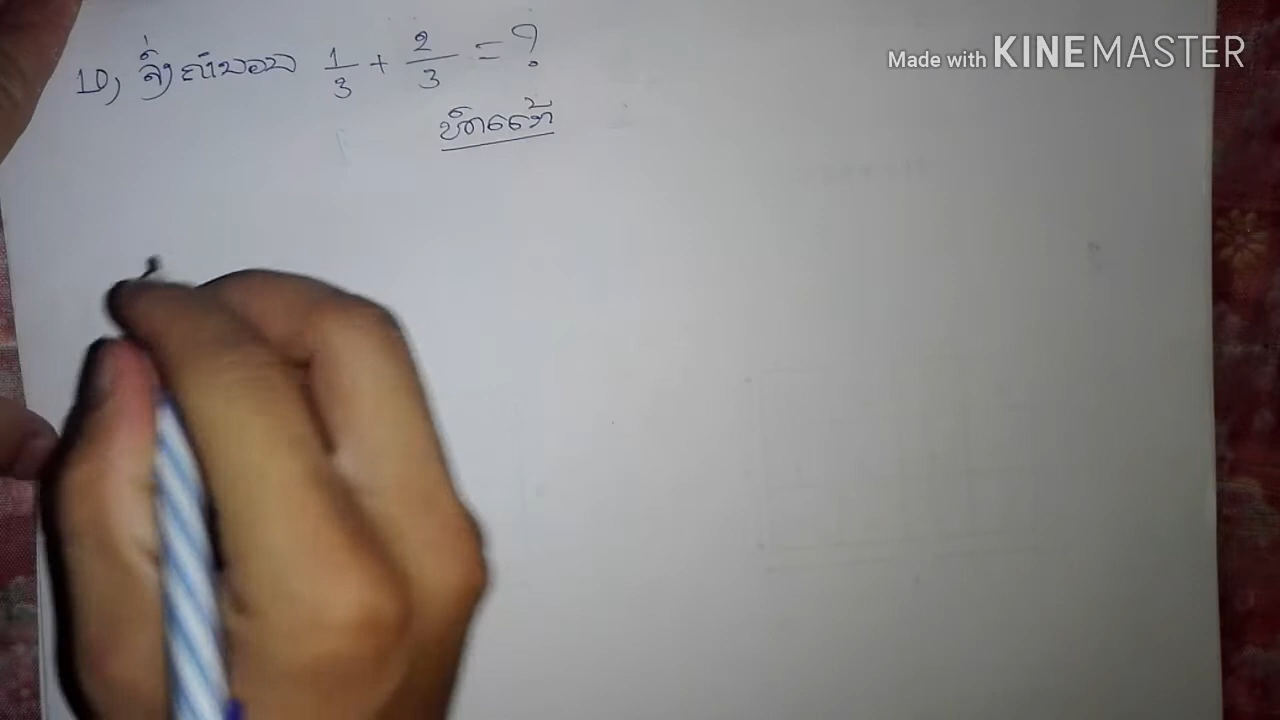 Made with KINEMASTER
10, ຈົ່ງຄຳນວນ 1/3 + 2/3 = ?
ບົດແກ້